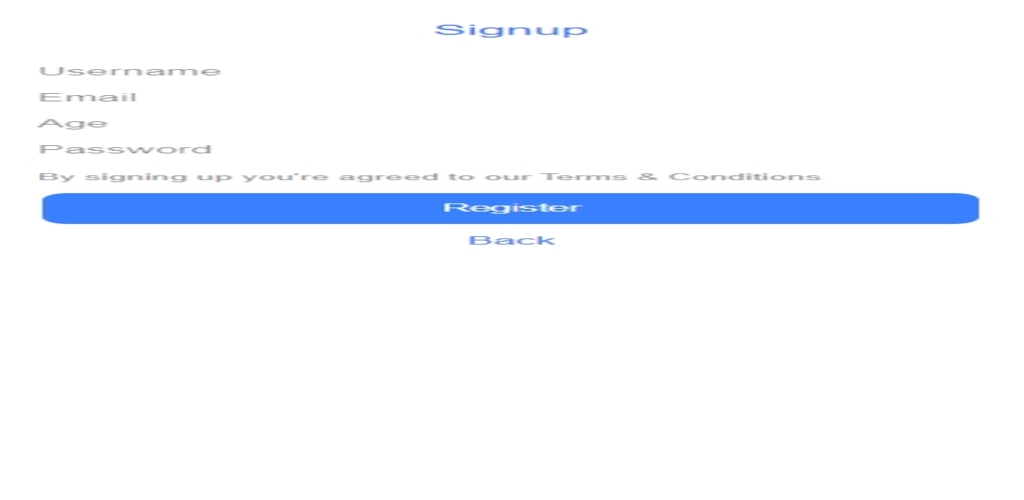 Signup
Username
Email
Age
Password
By signing up you're agreed to our Terms & Conditions
Register
Back